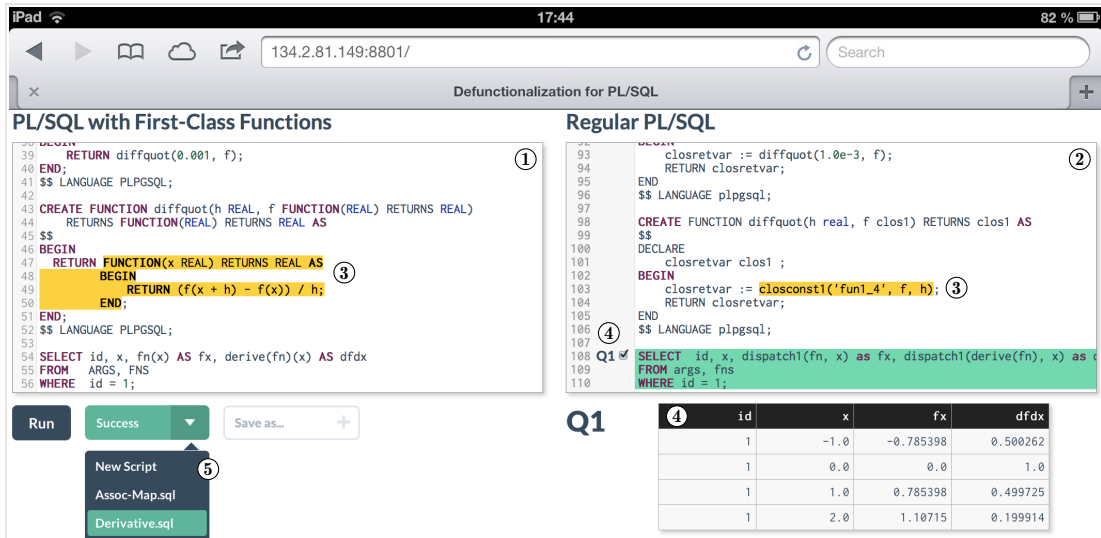 iPad 17:44 82 %
134.2.81.149:8801/ Search
Defunctionalization for PL/SQL
PL/SQL with First-Class Functions
38 BEGIN
39 RETURN diffquot(0.001, f);
40 END;
41 $$ LANGUAGE PLPGSQL;
42
43 CREATE FUNCTION diffquot(h REAL, f FUNCTION(REAL) RETURNS REAL)
44 RETURNS FUNCTION(REAL) RETURNS REAL AS
45 $$
46 BEGIN
47 RETURN FUNCTION(x REAL) RETURNS REAL AS
48 BEGIN
49 RETURN (f(x + h) - f(x)) / h;
50 END;
51 END;
52 $$ LANGUAGE PLPGSQL;
53
54 SELECT id, x, fn(x) AS fx, derive(fn)(x) AS dfdx
55 FROM ARGS, FNS
56 WHERE id = 1;
1
3
Regular PL/SQL
92 BEGIN
93 closretvar := diffquot(1.0e-3, f);
94 RETURN closretvar;
95 END
96 $$ LANGUAGE plpgsql;
97
98 CREATE FUNCTION diffquot(h real, f clos1) RETURNS clos1 AS
99 $$
100 DECLARE
101 closretvar clos1 ;
102 BEGIN
103 closretvar := closconst1('fun1_4', f, h);
104 RETURN closretvar;
105 END
106 $$ LANGUAGE plpgsql;
107
108 Q1 SELECT id, x, dispatch1(fn, x) as fx, dispatch1(derive(fn), x) as d
109 FROM args, fns
110 WHERE id = 1;
2
3
4
Run Success Save as... +
New Script
Assoc-Map.sql
Derivative.sql
5
Q1
4 id x fx dfdx
1 -1.0 -0.785398 0.500262
1 0.0 0.0 1.0
1 1.0 0.785398 0.499725
1 2.0 1.10715 0.199914